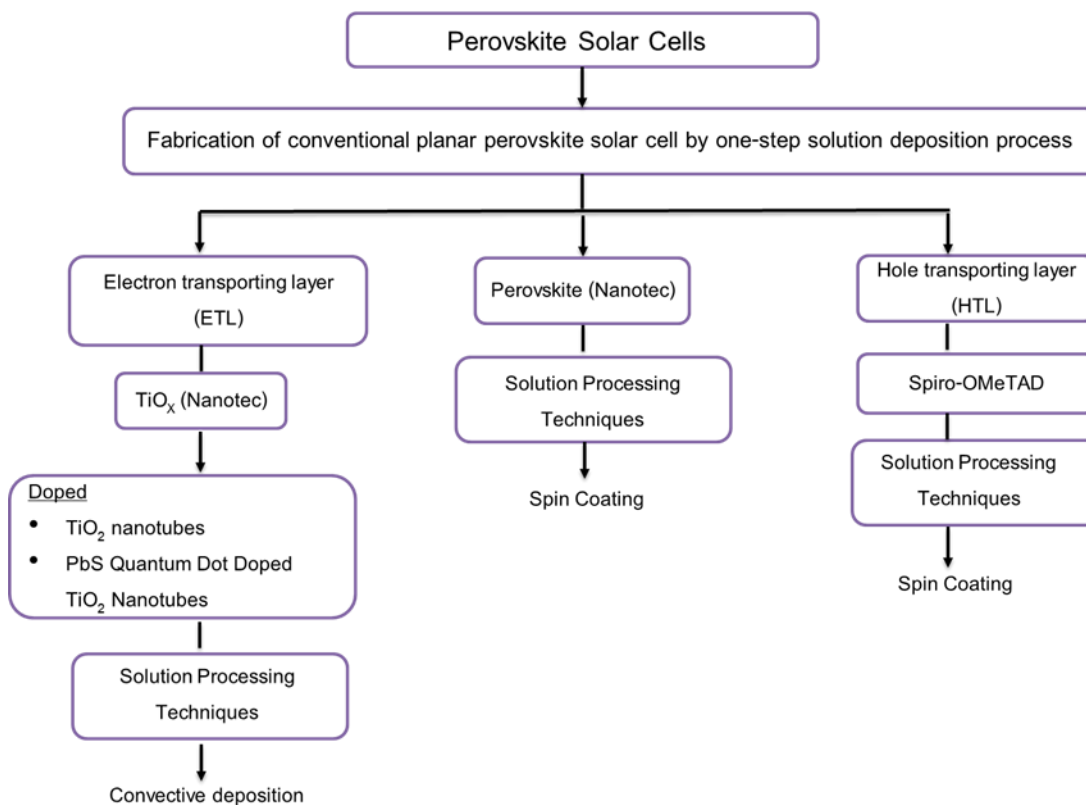 Perovskite Solar Cells
Fabrication of conventional planar perovskite solar cell by one-step solution deposition process
Electron transporting layer
(ETL)
TiOₓ (Nanotec)
Doped
• TiO₂ nanotubes
• PbS Quantum Dot Doped
TiO₂ Nanotubes
Solution Processing
Techniques
Convective deposition
Perovskite (Nanotec)
Solution Processing
Techniques
Spin Coating
Hole transporting layer
(HTL)
Spiro-OMeTAD
Solution Processing
Techniques
Spin Coating